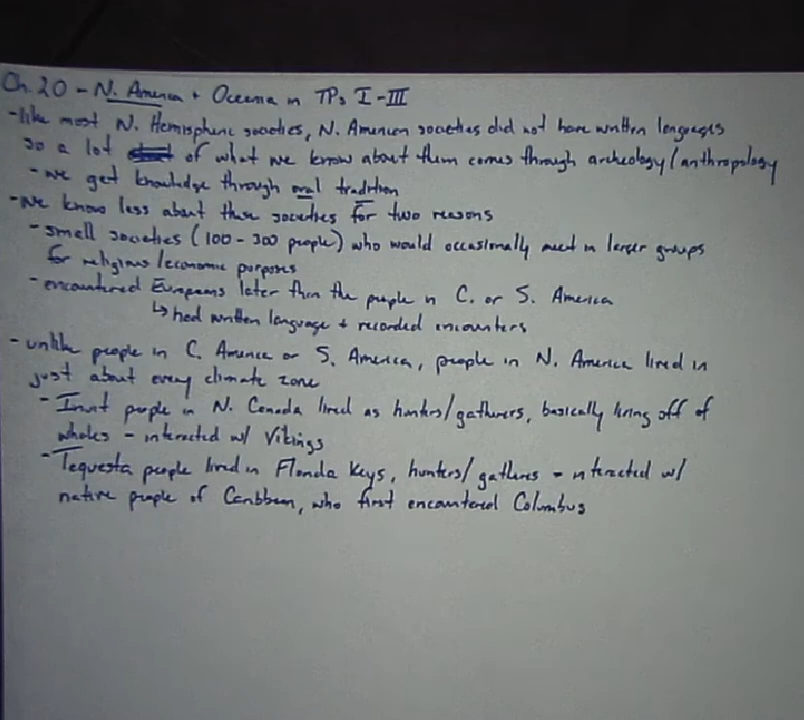 Ch. 20 - N. America + Oceania in TPs I-III
-like most N. Hemisphere societies, N. American societies did not have written languages
so a lot of what we know about them comes through archeology/anthropology
-we get knowledge through oral tradition
-we know less about these societies for two reasons
-small societies (100-300 people) who would occasionally meet in larger groups
for religious/economic purposes
-encountered Europeans later than the people in C. or S. America
↳ had written language + recorded encounters
-unlike people in C. America or S. America, people in N. America lived in
just about every climate zone
-Inuit people in N. Canada lived as hunters/gatherers, basically living off of
whales - interacted w/ Vikings
-Tequesta people lived in Florida Keys, hunters/gatherers - interacted w/
native people of Caribbean, who first encountered Columbus